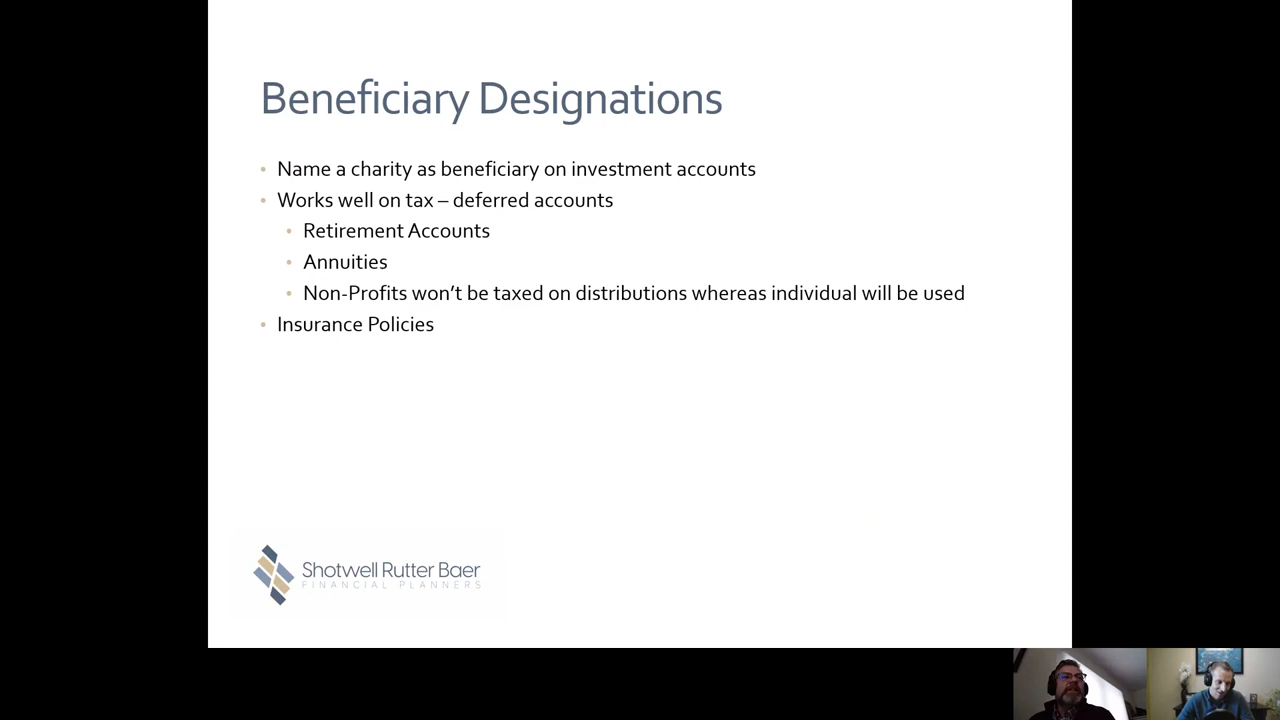 Beneficiary Designations
• Name a charity as beneficiary on investment accounts
• Works well on tax – deferred accounts
• Retirement Accounts
• Annuities
• Non-Profits won't be taxed on distributions whereas individual will be used
• Insurance Policies
Shotwell Rutter Baer
FINANCIAL PLANNERS